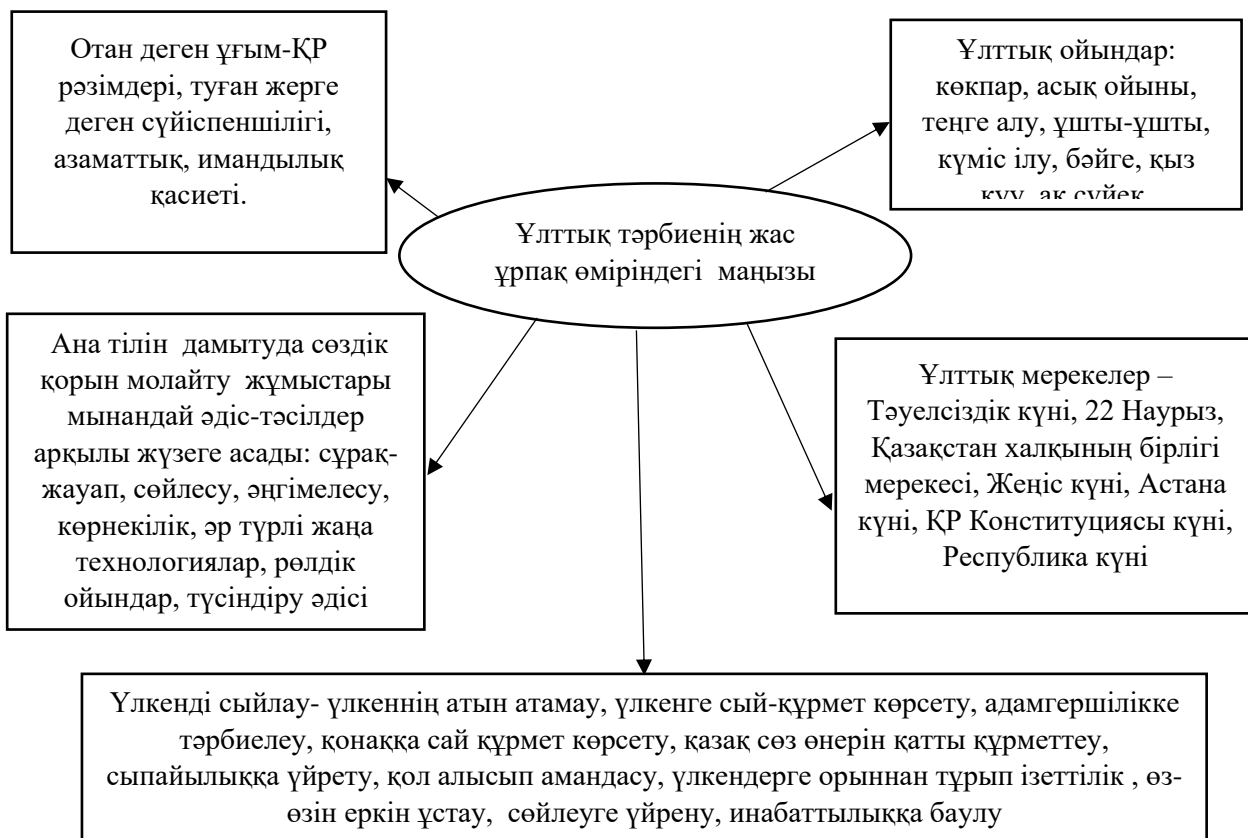 Отан деген ұғым-ҚР
рәзімдері, туған жерге
деген сүйіспеншілігі,
азаматтық, имандылық
қасиеті.
Ұлттық ойындар:
көкпар, асық ойыны,
теңге алу, ұшты-ұшты,
күміс ілу, бәйге, қыз
қуу, ақ сүйек
Ұлттық тәрбиенің жас
ұрпақ өміріндегі маңызы
Ана тілін дамытуда сөздік
қорын молайту жұмыстары
мынандай әдіс-тәсілдер
арқылы жүзеге асады: сұрақ-
жауап, сөйлесу, әңгімелесу,
көрнекілік, әр түрлі жаңа
технологиялар, рөлдік
ойындар, түсіндіру әдісі
Ұлттық мерекелер –
Тәуелсіздік күні, 22 Наурыз,
Қазақстан халқының бірлігі
мерекесі, Жеңіс күні, Астана
күні, ҚР Конституциясы күні,
Республика күні
Үлкенді сыйлау- үлкеннің атын атамау, үлкенге сый-құрмет көрсету, адамгершілікке
тәрбиелеу, қонаққа сай құрмет көрсету, қазақ сөз өнерін қатты құрметтеу,
сыпайылыққа үйрету, қол алысып амандасу, үлкендерге орыннан тұрып ізеттілік , өз-
өзін еркін ұстау, сөйлеуге үйрену, инабаттылыққа баулу